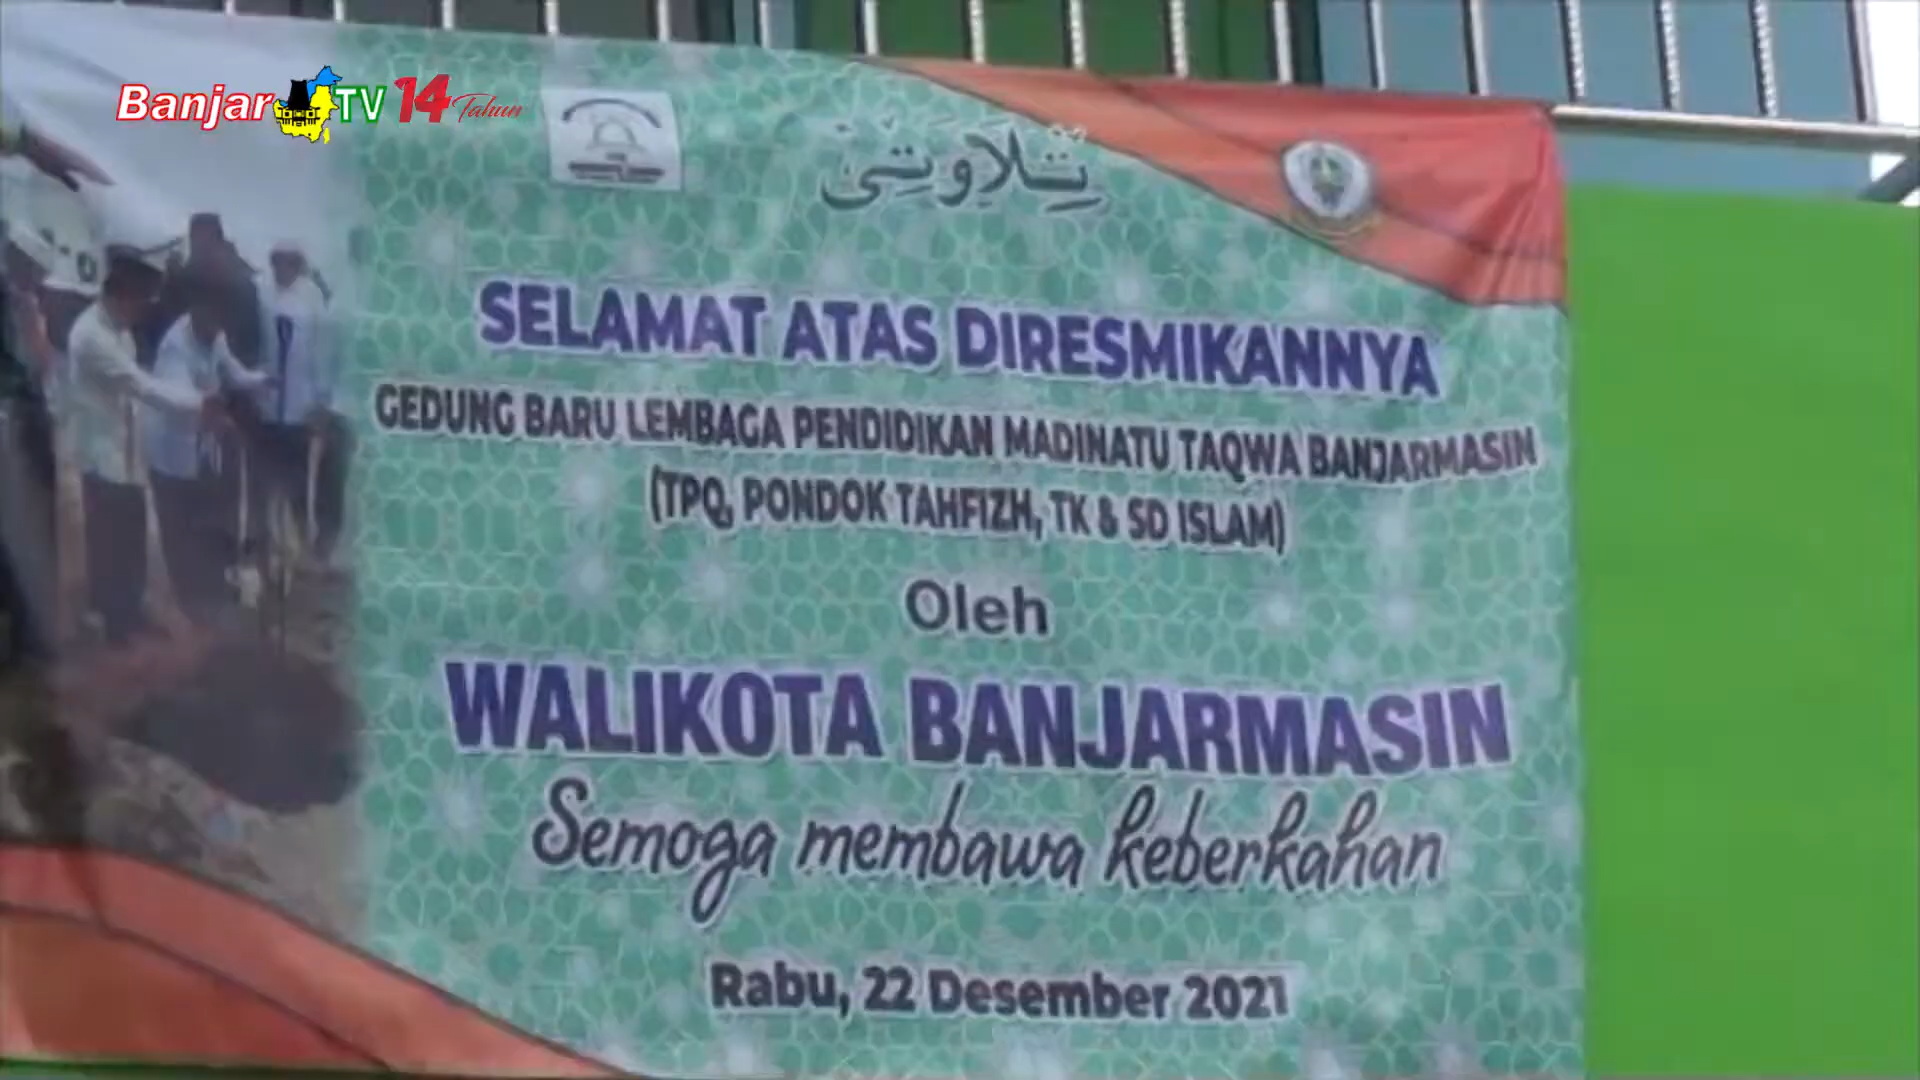 Banjar TV 14 Tahun
تِلَاوَتِيْ
SELAMAT ATAS DIRESMIKANNYA
GEDUNG BARU LEMBAGA PENDIDIKAN MADINATU TAQWA BANJARMASIN
(TPQ, PONDOK TAHFIZH, TK & SD ISLAM)
Oleh
WALIKOTA BANJARMASIN
Semoga membawa keberkahan
Rabu, 22 Desember 2021